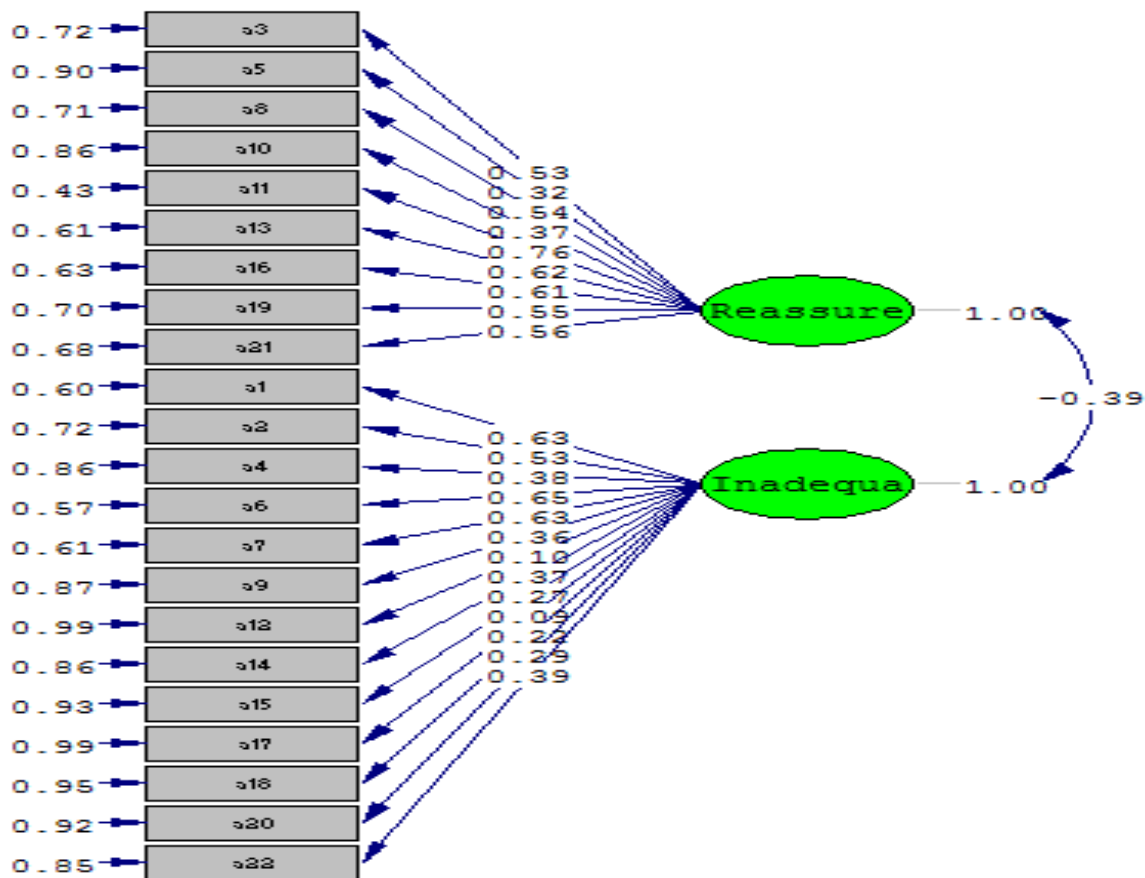 0.72 a3
0.90 a5
0.71 a8
0.86 a10
0.43 a11
0.61 a13
0.63 a16
0.70 a19
0.68 a21
0.60 a1
0.72 a2
0.86 a4
0.57 a6
0.61 a7
0.87 a9
0.99 a12
0.86 a14
0.93 a15
0.99 a17
0.95 a18
0.92 a20
0.85 a22
0.53
0.32
0.54
0.37
0.76
0.62
0.61
0.55
0.56
0.63
0.53
0.38
0.65
0.63
0.36
0.10
0.37
0.27
0.09
0.22
0.29
0.39
Reassure 1.00
-0.39
Inadequa 1.00